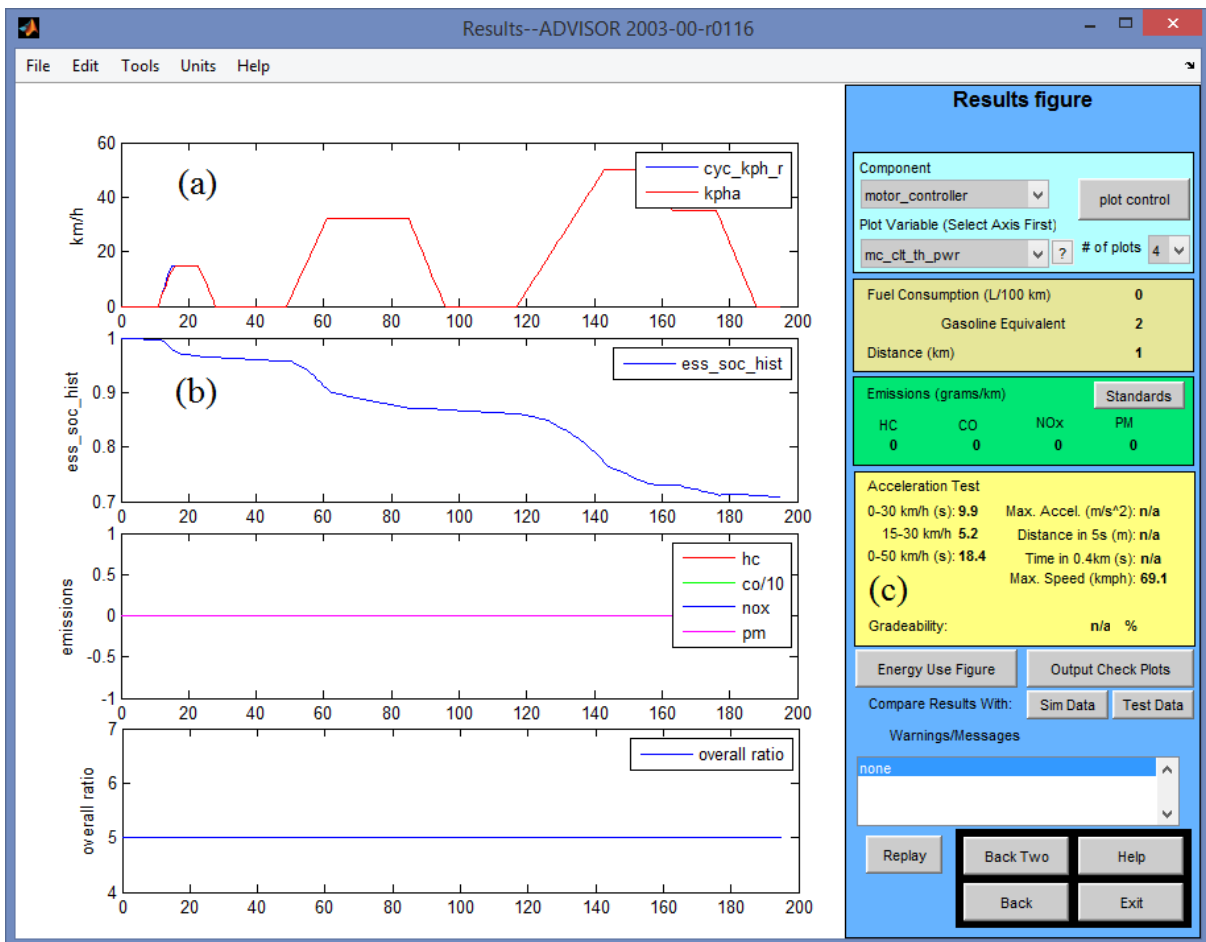 Results--ADVISOR 2003-00-r0116
File Edit Tools Units Help
60
40
20
0
km/h
(a)
cyc_kph_r
kpha
0 20 40 60 80 100 120 140 160 180 200
1
0.9
0.8
0.7
ess_soc_hist
(b)
ess_soc_hist
0 20 40 60 80 100 120 140 160 180 200
1
0.5
0
-0.5
-1
emissions
hc
co/10
nox
pm
0 20 40 60 80 100 120 140 160 180 200
7
6
5
4
overall ratio
overall ratio
0 20 40 60 80 100 120 140 160 180 200
Results figure
Component
motor_controller
plot control
Plot Variable (Select Axis First)
mc_clt_th_pwr ? # of plots 4
Fuel Consumption (L/100 km) 0
Gasoline Equivalent 2
Distance (km) 1
Emissions (grams/km) Standards
HC CO NOx PM
0 0 0 0
Acceleration Test
0-30 km/h (s): 9.9 Max. Accel. (m/s^2): n/a
15-30 km/h 5.2 Distance in 5s (m): n/a
0-50 km/h (s): 18.4 Time in 0.4km (s): n/a
Max. Speed (kmph): 69.1
(c)
Gradeability: n/a %
Energy Use Figure Output Check Plots
Compare Results With: Sim Data Test Data
Warnings/Messages
none
Replay Back Two Help
Back Exit